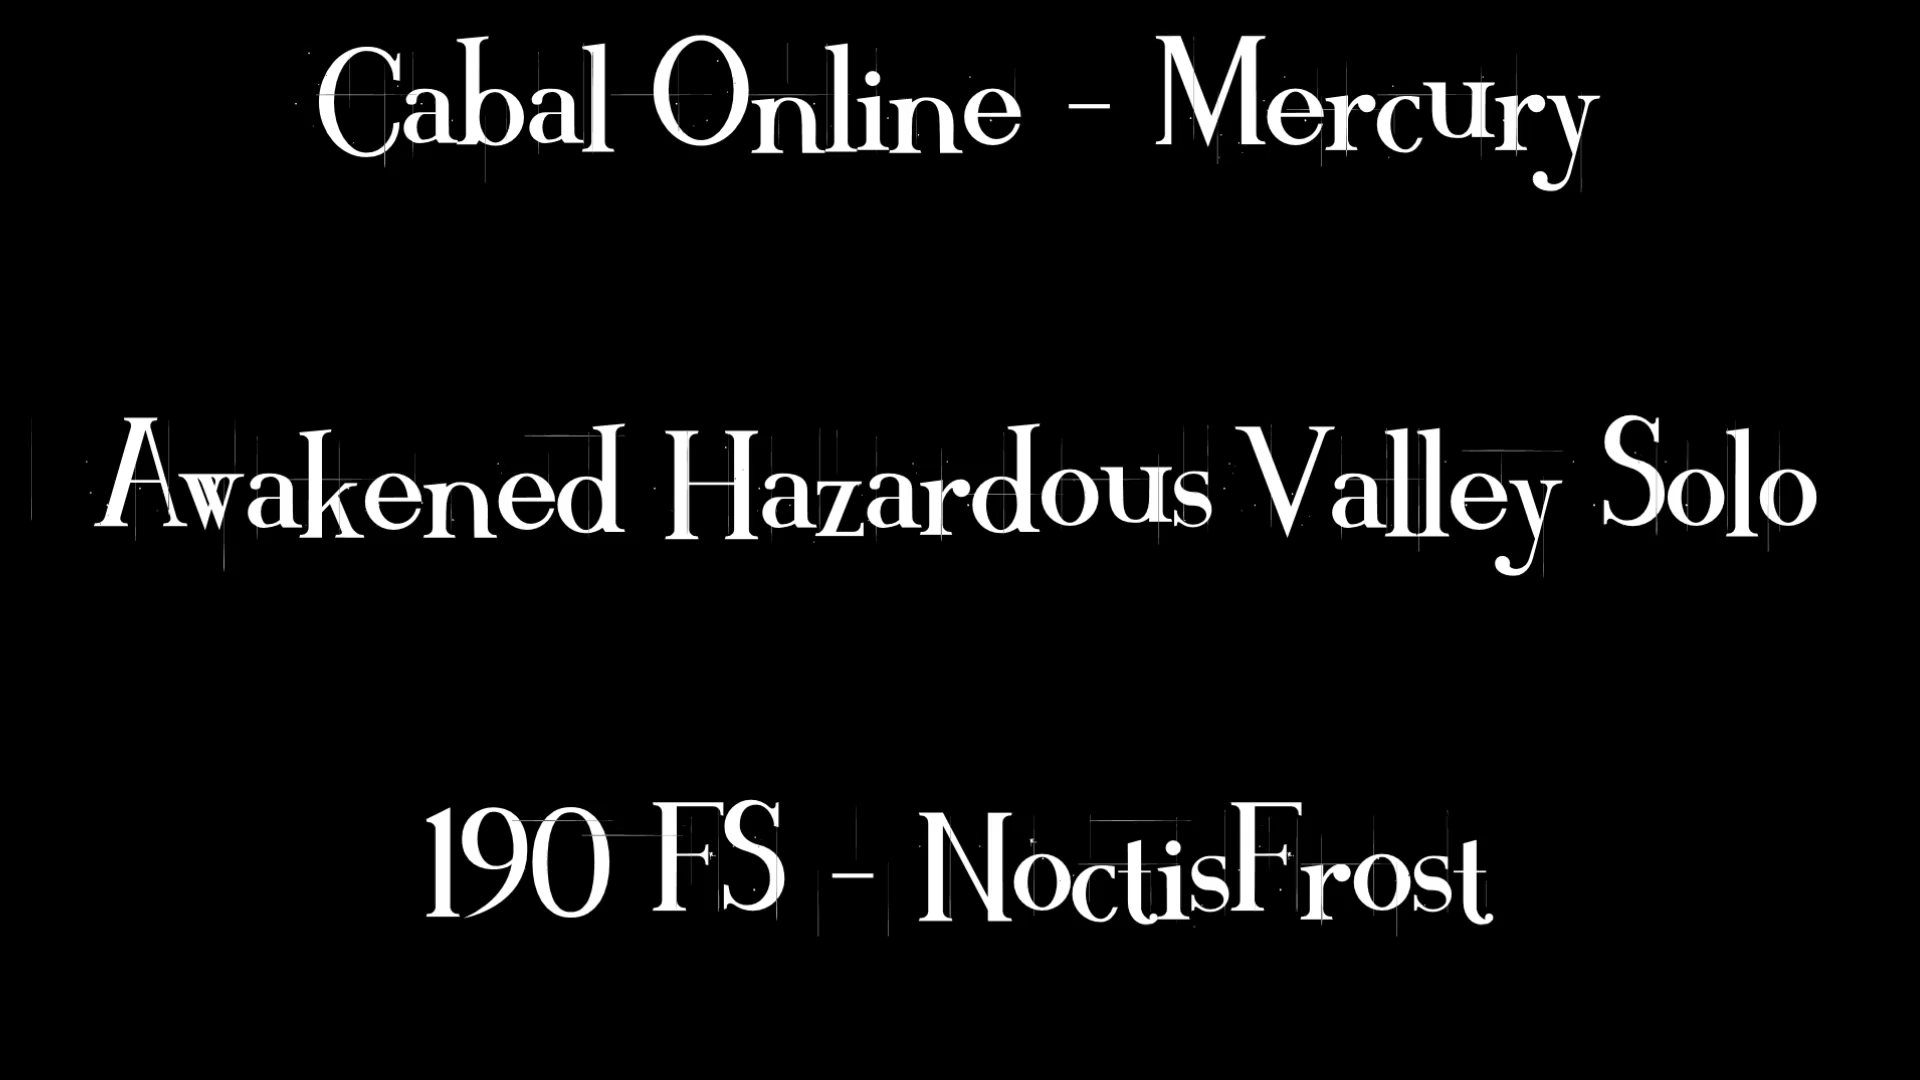 Cabal Online - Mercury
Awakened Hazardous Valley Solo
190 FS - NoctisFrost